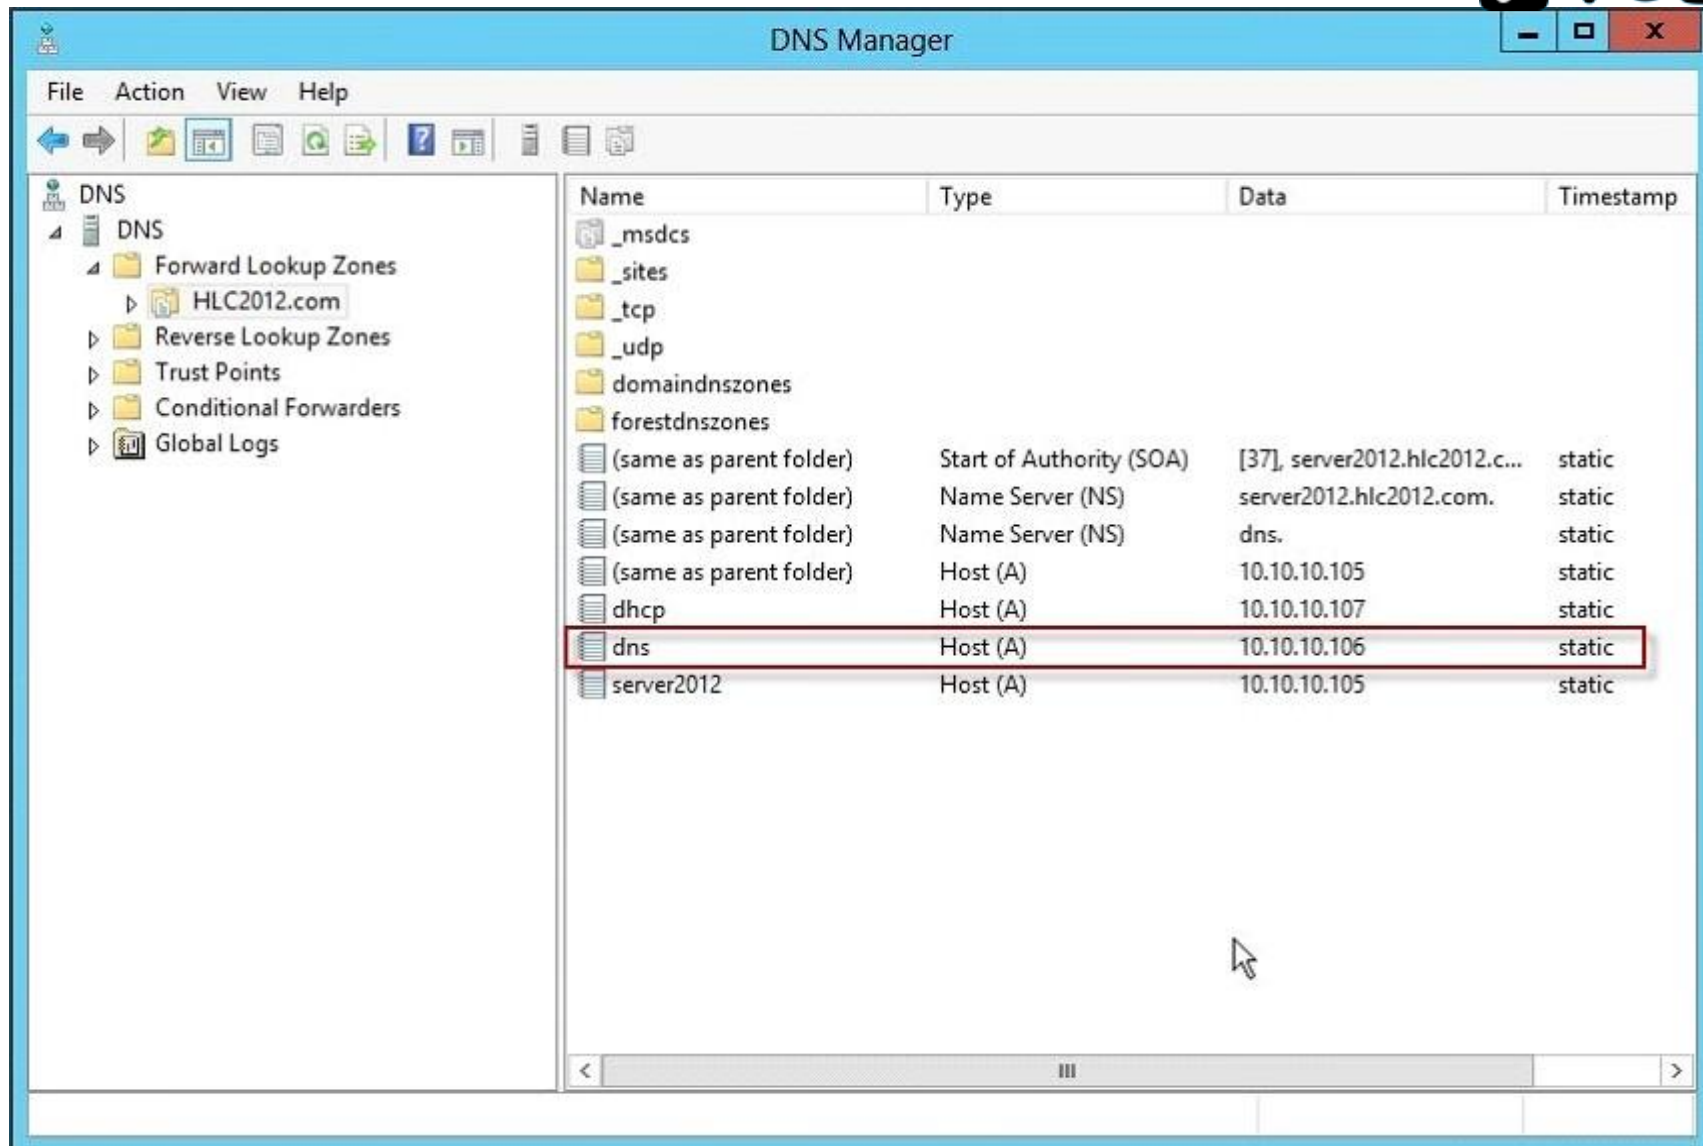 DNS Manager
File Action View Help
DNS
DNS
Forward Lookup Zones
HLC2012.com
Reverse Lookup Zones
Trust Points
Conditional Forwarders
Global Logs
Name Type Data Timestamp
_msdcs
_sites
_tcp
_udp
domaindnszones
forestdnszones
(same as parent folder) Start of Authority (SOA) [37], server2012.hlc2012.c... static
(same as parent folder) Name Server (NS) server2012.hlc2012.com. static
(same as parent folder) Name Server (NS) dns. static
(same as parent folder) Host (A) 10.10.10.105 static
dhcp Host (A) 10.10.10.107 static
dns Host (A) 10.10.10.106 static
server2012 Host (A) 10.10.10.105 static